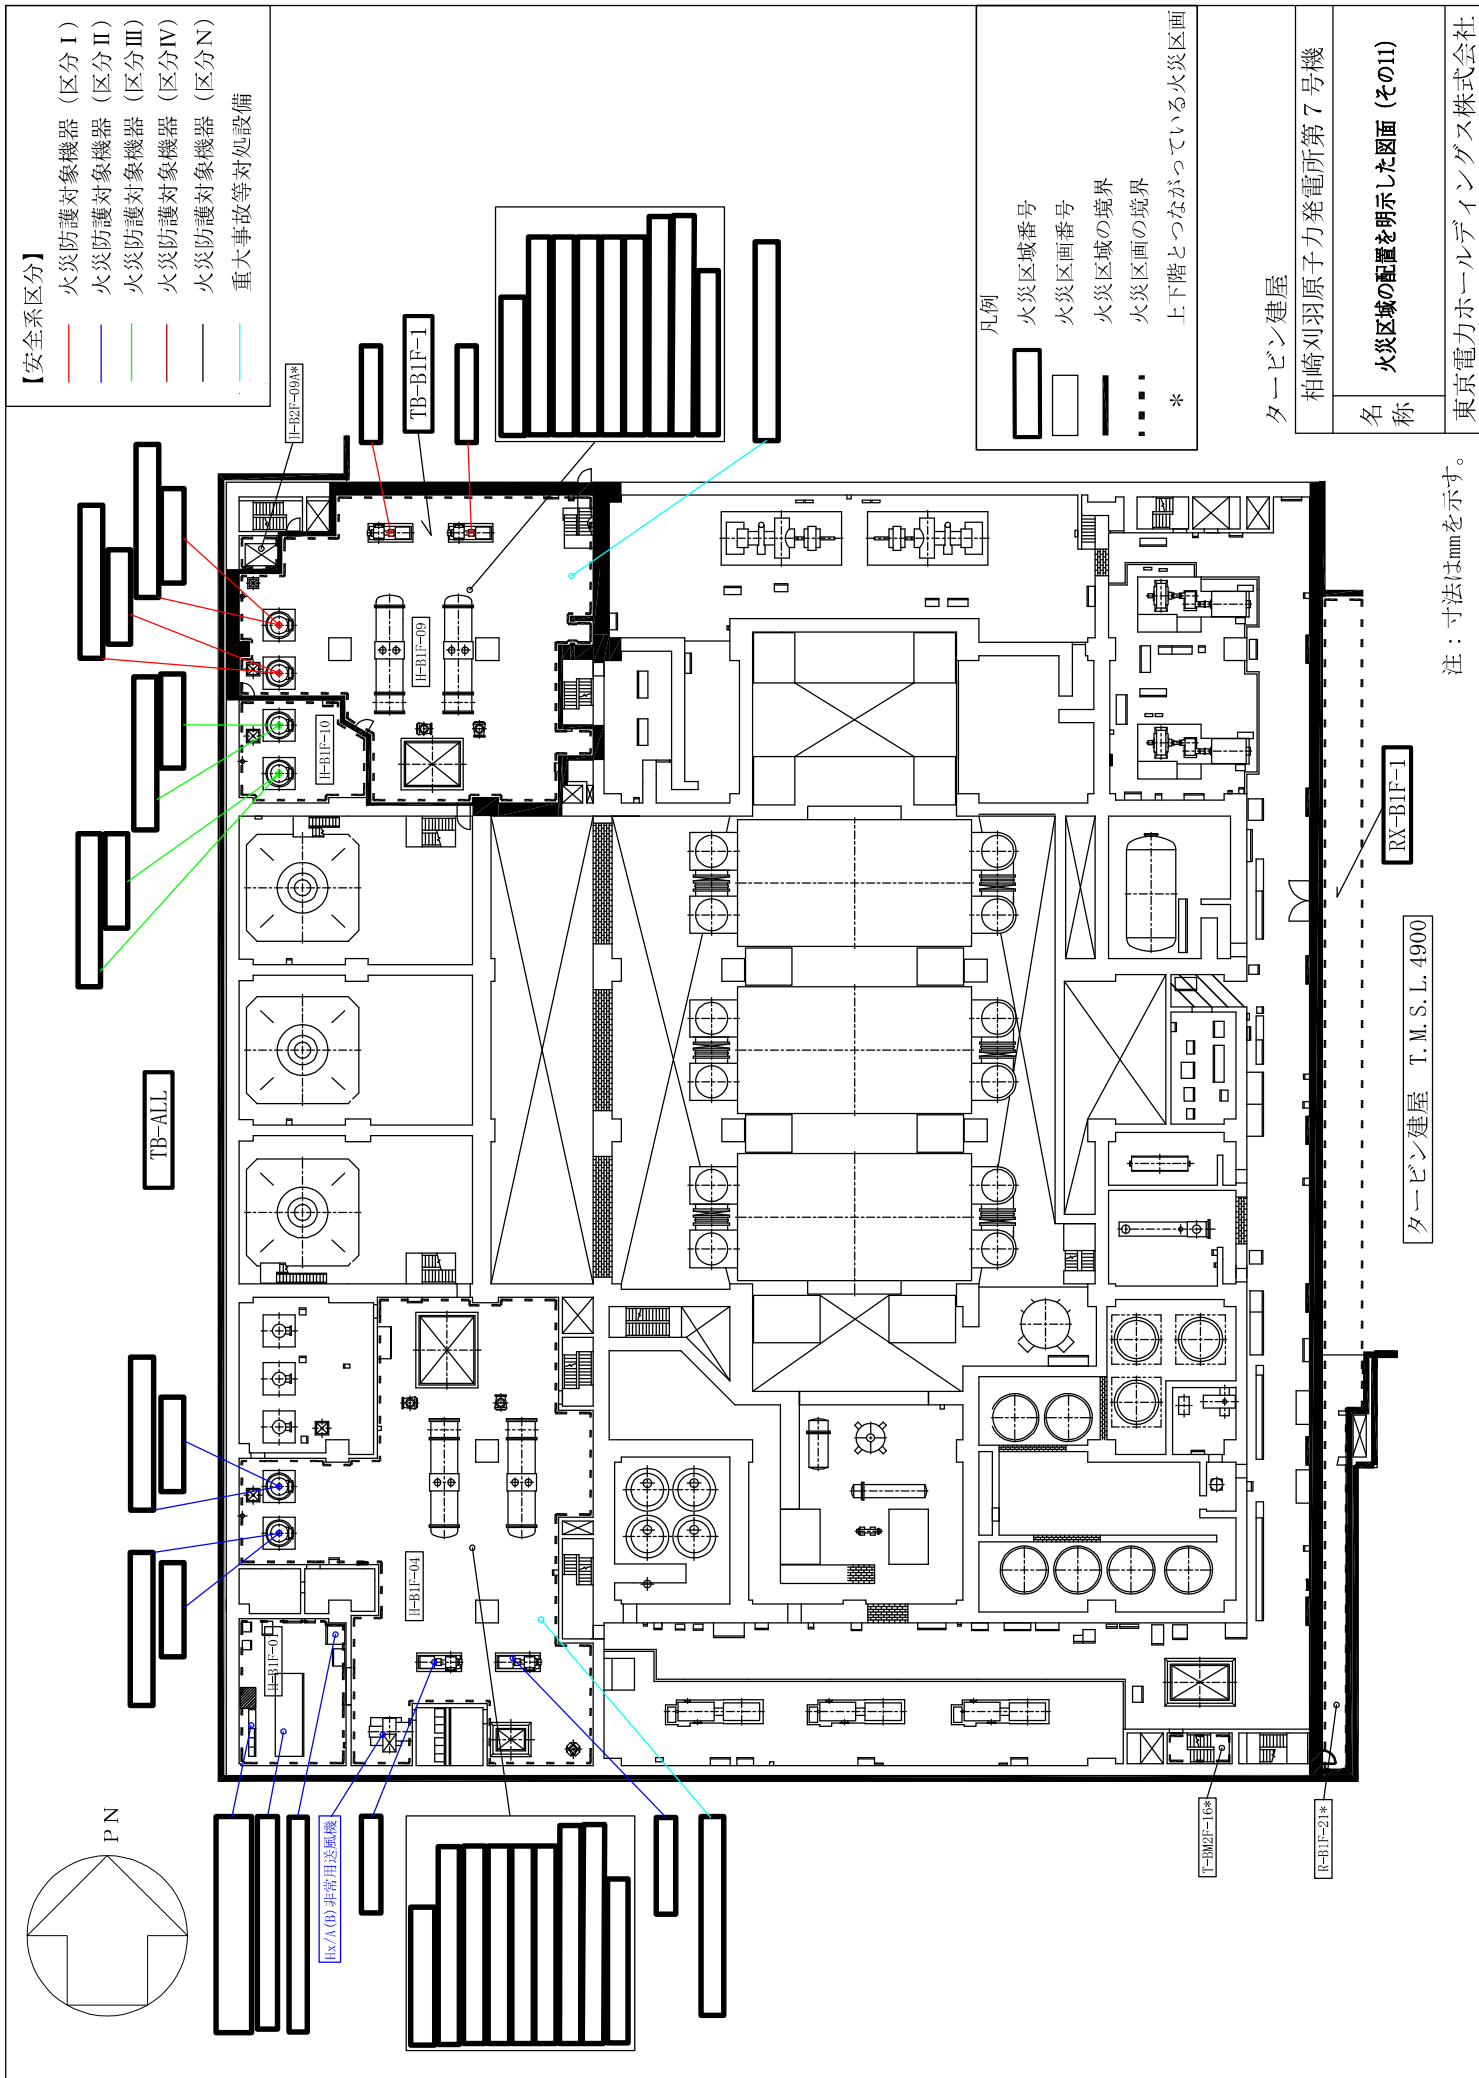 【安全系区分】
火災防護対象機器（区分Ⅰ）
火災防護対象機器（区分Ⅱ）
火災防護対象機器（区分Ⅲ）
火災防護対象機器（区分Ⅳ）
火災防護対象機器（区分N）
重大事故等対処設備
H-B2F-09A*
TB-B1F-1
H-B1F-09
H-B1F-10
TB-ALL
H-B1F-04
H-B1F-01
Hx/A(B)非常用送風機
PN
T-BM2F-16*
R-B1F-21*
RX-B1F-1
タービン建屋 T.M.S.L.4900
注：寸法はmmを示す。
凡例
火災区域番号
火災区画番号
火災区域の境界
火災区画の境界
* 上下階とつながっている火災区画
タービン建屋
柏崎刈羽原子力発電所第7号機
名称
火災区域の配置を明示した図面（その11）
東京電力ホールディングス株式会社